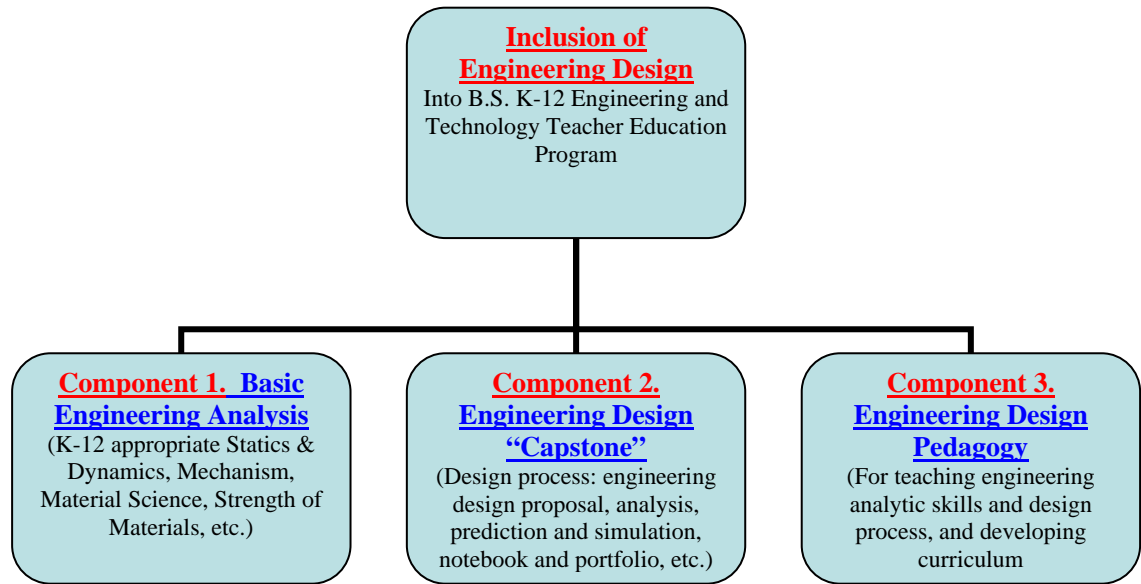 Inclusion of
Engineering Design
Into B.S. K-12 Engineering and
Technology Teacher Education
Program
Component 1. Basic
Engineering Analysis
(K-12 appropriate Statics &
Dynamics, Mechanism,
Material Science, Strength of
Materials, etc.)
Component 2.
Engineering Design
“Capstone”
(Design process: engineering
design proposal, analysis,
prediction and simulation,
notebook and portfolio, etc.)
Component 3.
Engineering Design
Pedagogy
(For teaching engineering
analytic skills and design
process, and developing
curriculum